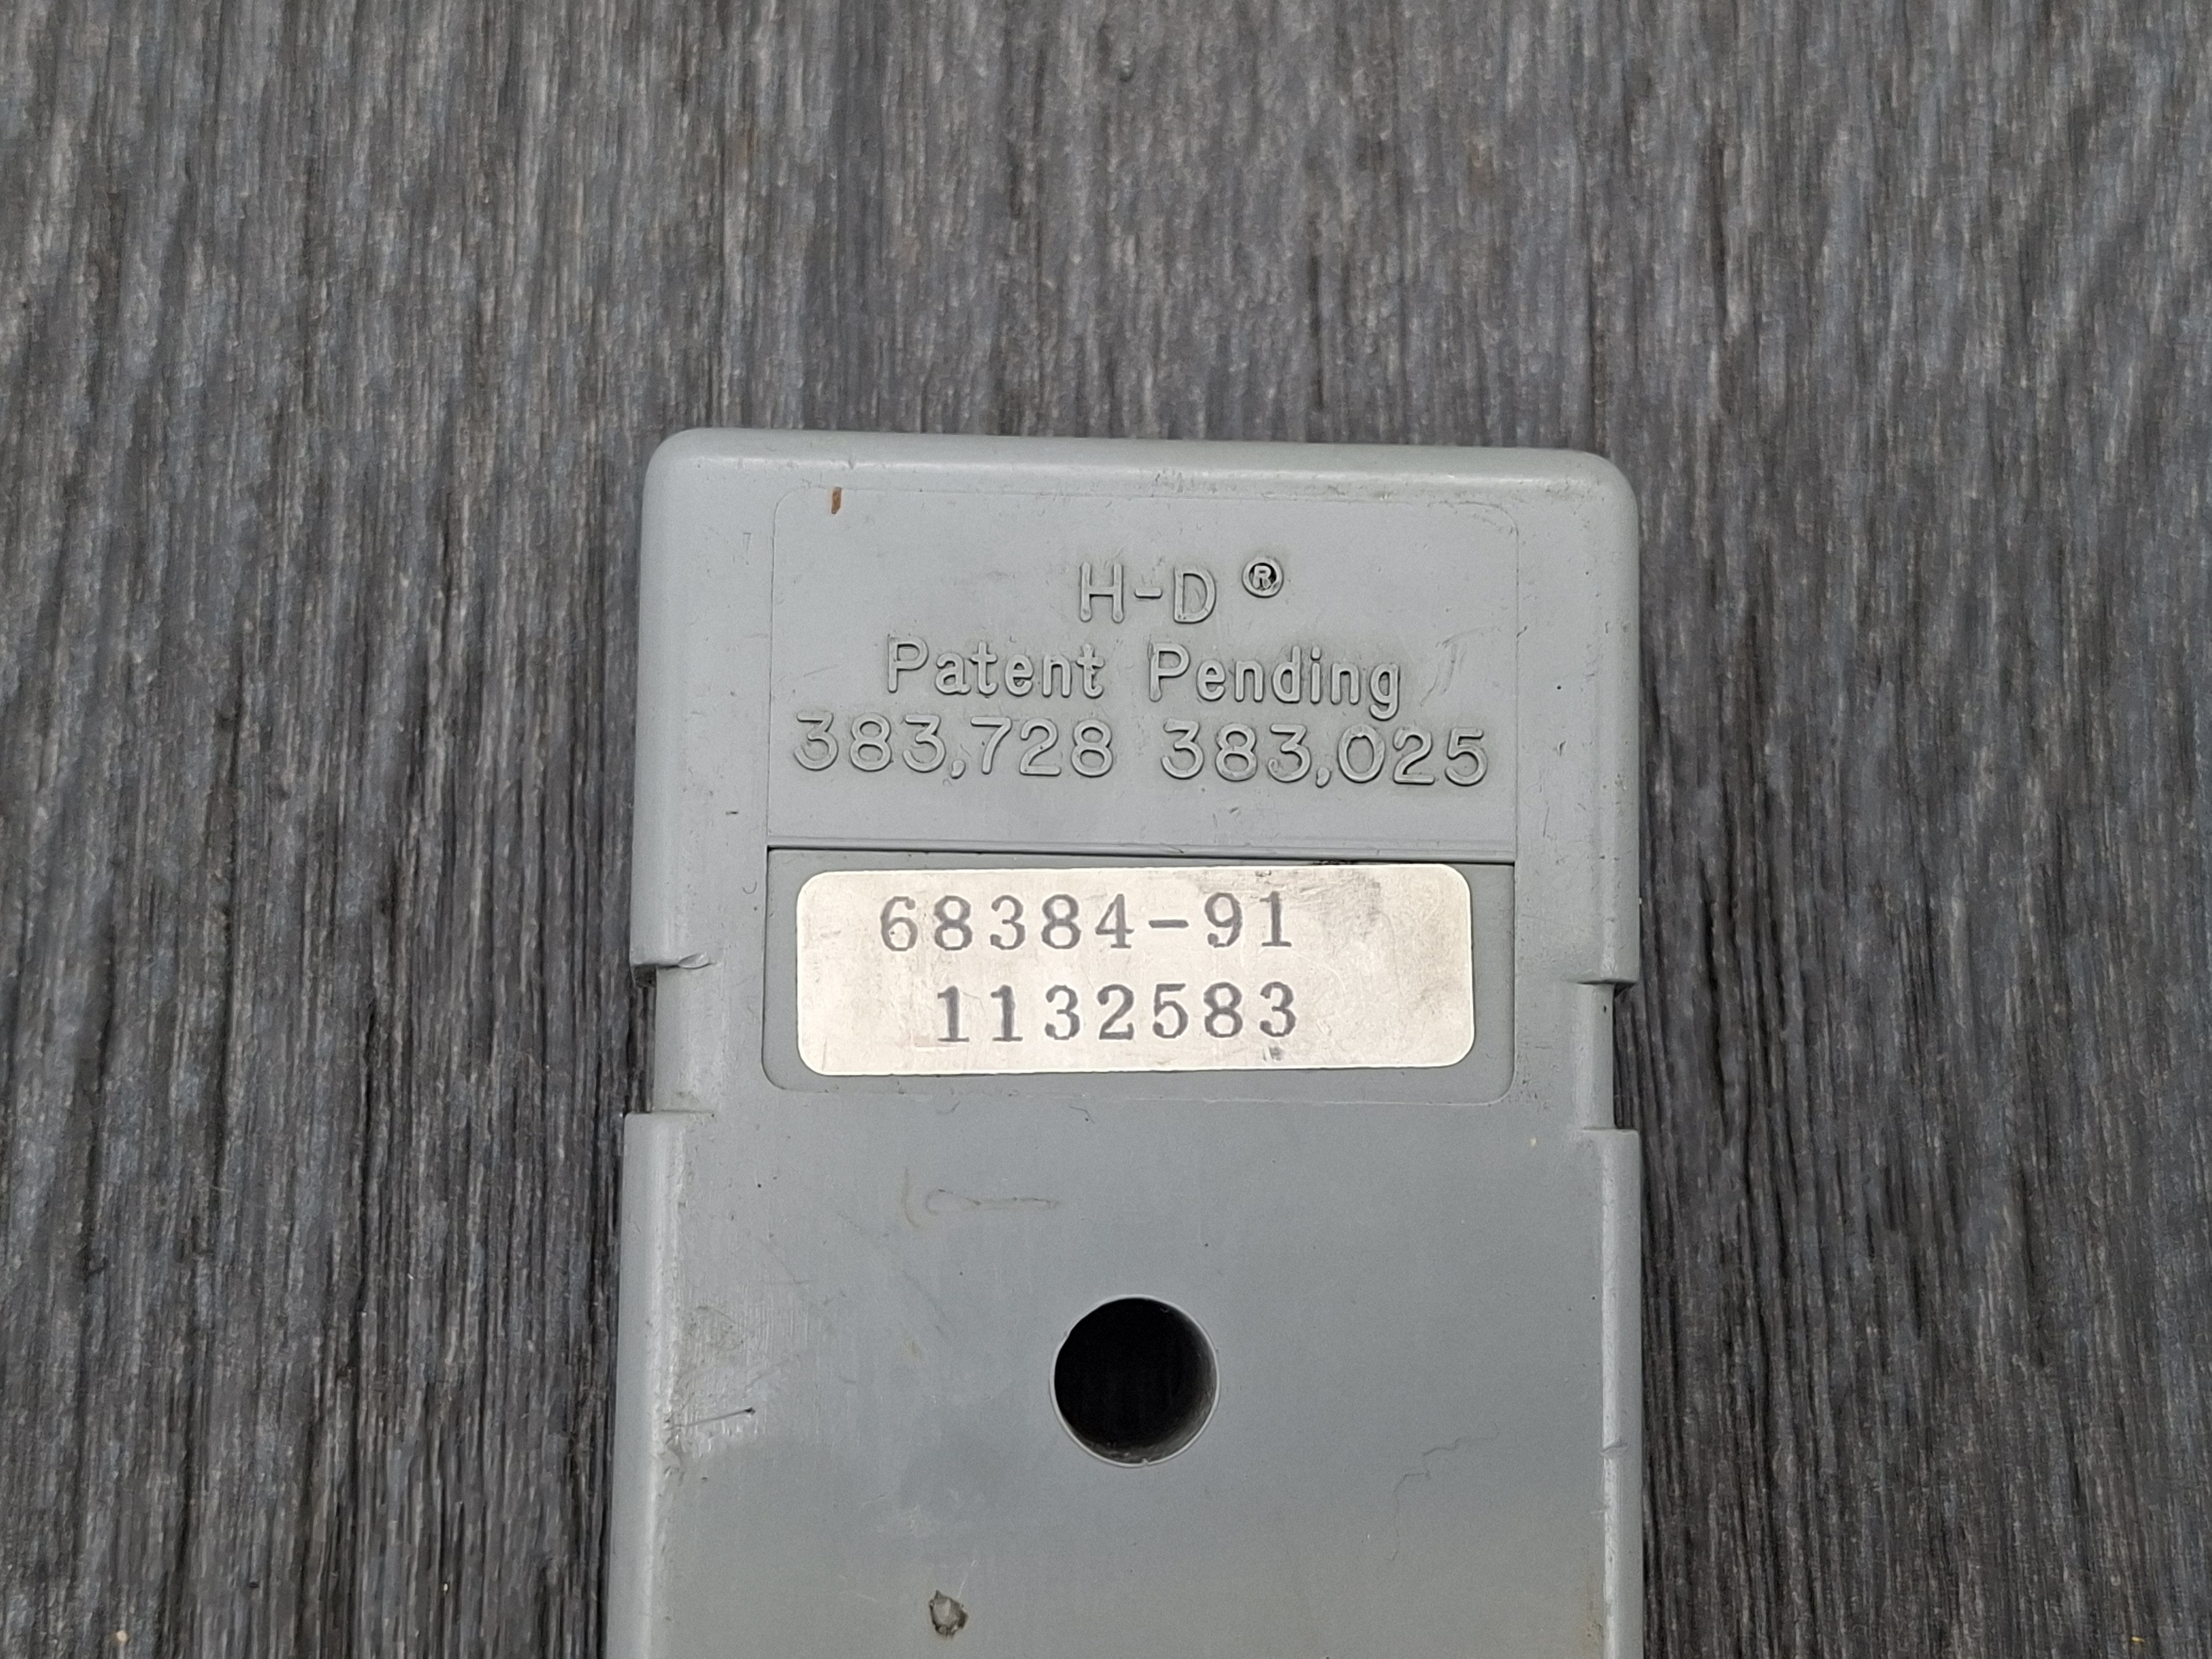 H-D ®
Patent Pending
383,728 383,025
68384-91
1132583